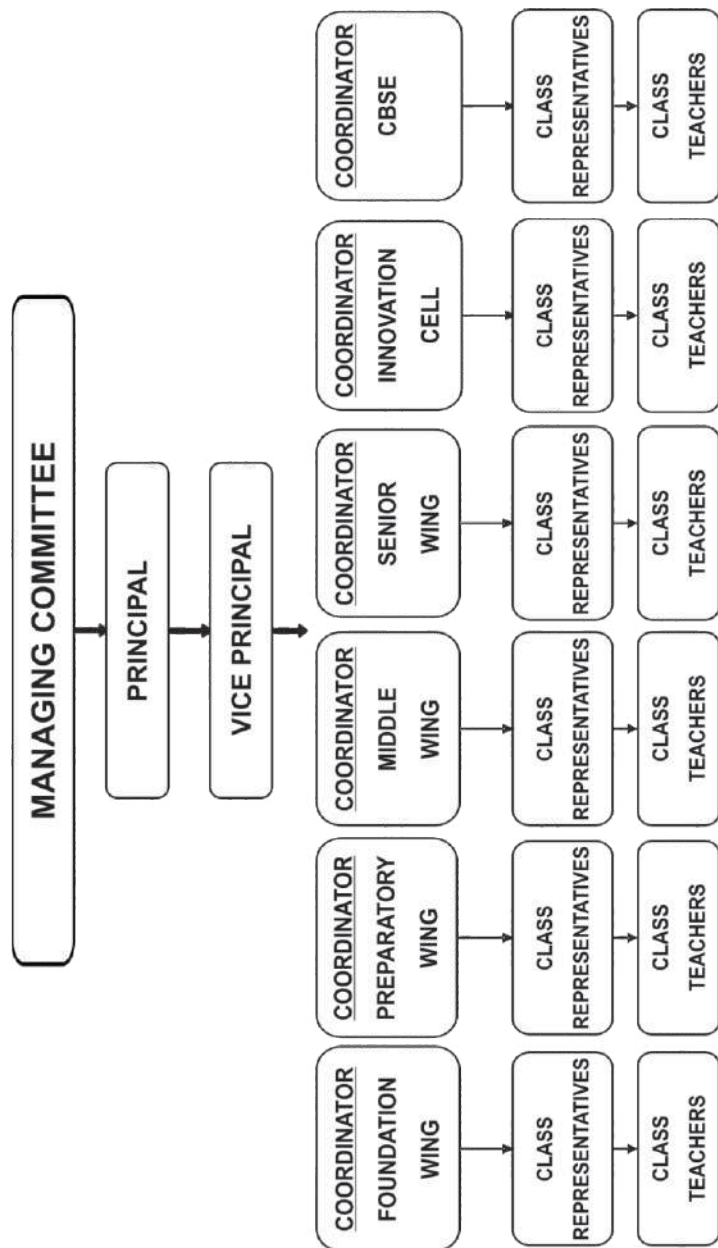 MANAGING COMMITTEE
PRINCIPAL
VICE PRINCIPAL
COORDINATOR
FOUNDATION
WING
COORDINATOR
PREPARATORY
WING
COORDINATOR
MIDDLE
WING
COORDINATOR
SENIOR
WING
COORDINATOR
INNOVATION
CELL
COORDINATOR
CBSE
CLASS
REPRESENTATIVES
CLASS
REPRESENTATIVES
CLASS
REPRESENTATIVES
CLASS
REPRESENTATIVES
CLASS
REPRESENTATIVES
CLASS
REPRESENTATIVES
CLASS
TEACHERS
CLASS
TEACHERS
CLASS
TEACHERS
CLASS
TEACHERS
CLASS
TEACHERS
CLASS
TEACHERS